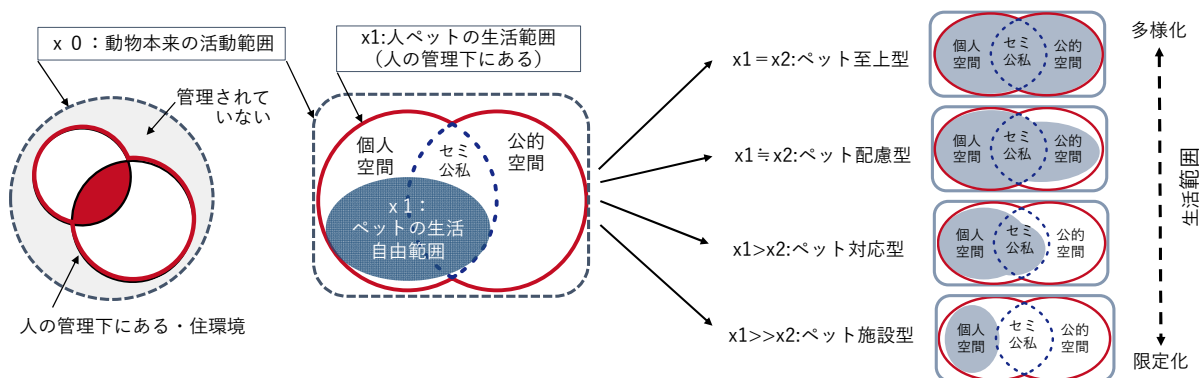 x 0：動物本来の活動範囲
管理されて
いない
人の管理下にある・住環境
x1:人ペットの生活範囲
（人の管理下にある）
個人
空間
セミ
公私
公的
空間
x 1：
ペットの生活
自由範囲
x1＝x2:ペット至上型
x1≒x2:ペット配慮型
x1>x2:ペット対応型
x1>>x2:ペット施設型
個人
空間
セミ
公私
公的
空間
個人
空間
セミ
公私
公的
空間
個人
空間
セミ
公私
公的
空間
個人
空間
セミ
公私
公的
空間
多様化
生活範囲
限定化